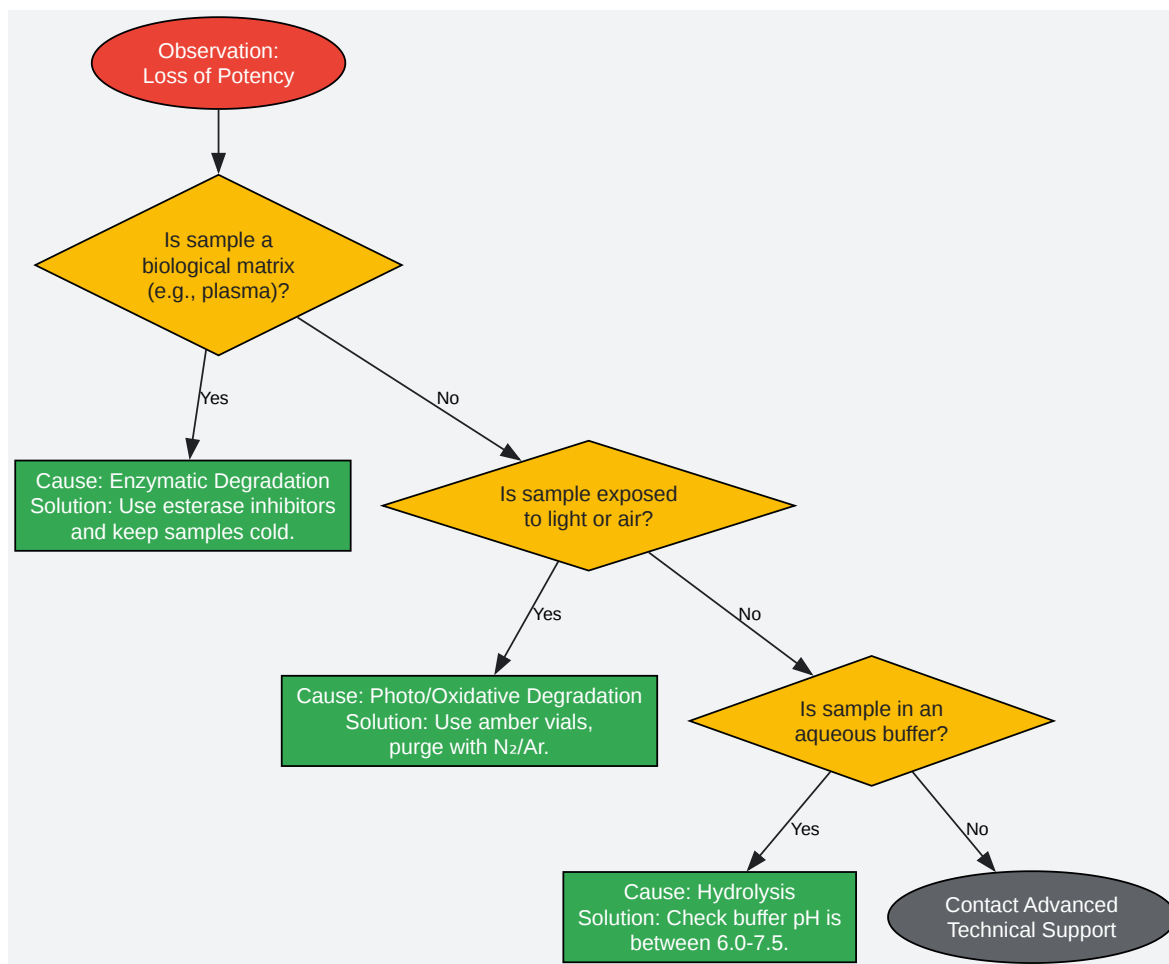 Observation:
Loss of Potency
Is sample a
biological matrix
(e.g., plasma)?
Yes
No
Cause: Enzymatic Degradation
Solution: Use esterase inhibitors
and keep samples cold.
Is sample exposed
to light or air?
Yes
No
Cause: Photo/Oxidative Degradation
Solution: Use amber vials,
purge with N₂/Ar.
Is sample in an
aqueous buffer?
Yes
No
Cause: Hydrolysis
Solution: Check buffer pH is
between 6.0-7.5.
Contact Advanced
Technical Support